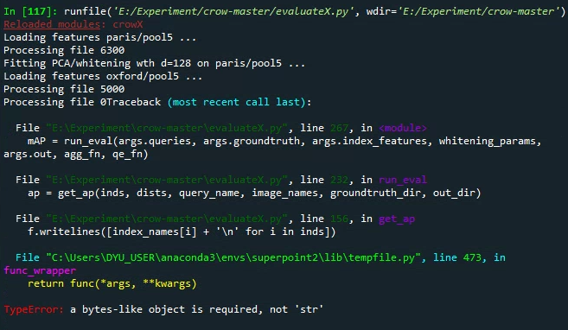 In [117]: runfile('E:/Experiment/crow-master/evaluateX.py', wdir='E:/Experiment/crow-master')
Reloaded modules: crowX
Loading features paris/pool5 ...
Processing file 6300
Fitting PCA/whitening wth d=128 on paris/pool5 ...
Loading features oxford/pool5 ...
Processing file 5000
Processing file 0Traceback (most recent call last):
File "E:\Experiment\crow-master\evaluateX.py", line 267, in <module>
mAP = run_eval(args.queries, args.groundtruth, args.index_features, whitening_params,
args.out, agg_fn, qe_fn)
File "E:\Experiment\crow-master\evaluateX.py", line 232, in run_eval
ap = get_ap(inds, dists, query_name, image_names, groundtruth_dir, out_dir)
File "E:\Experiment\crow-master\evaluateX.py", line 156, in get_ap
f.writelines([index_names[i] + '\n' for i in inds])
File "C:\Users\DYU_USER\anaconda3\envs\superpoint2\lib\tempfile.py", line 473, in
func_wrapper
return func(*args, **kwargs)
TypeError: a bytes-like object is required, not 'str'